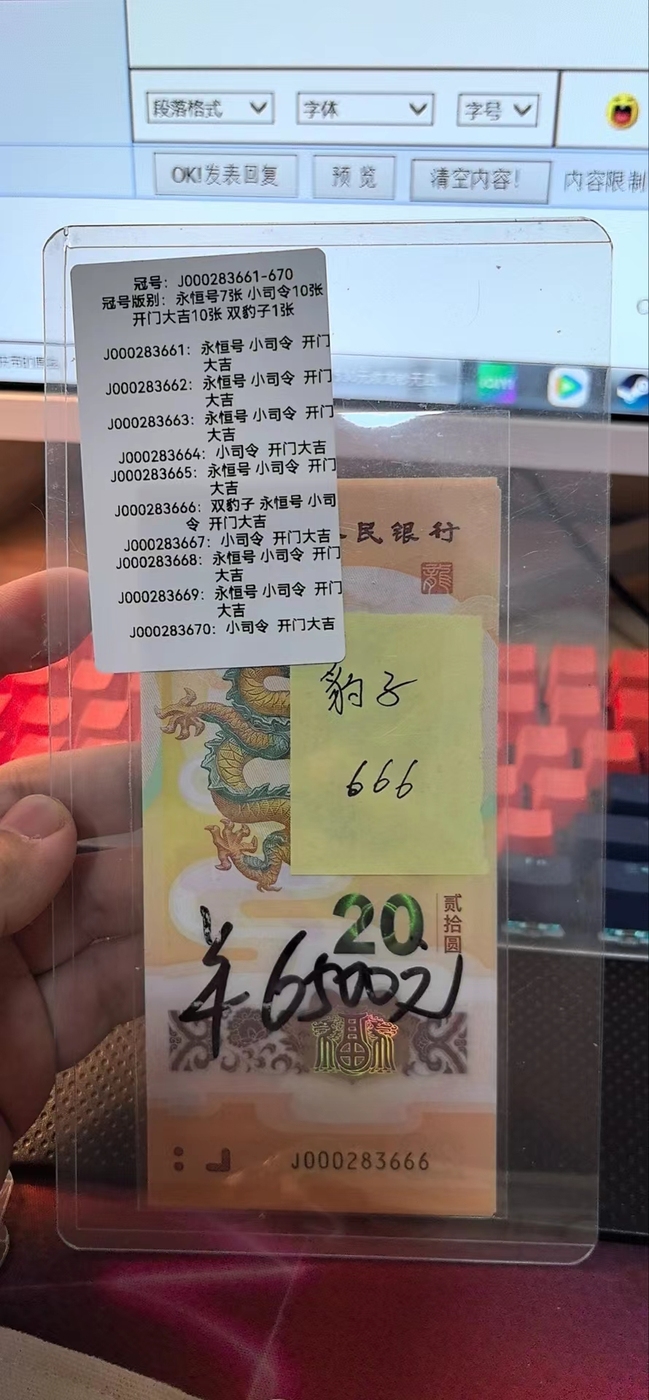 段落格式 字体 字号
OK!发表回复 预 览 清空内容! 内容限制
冠号: J000283661-670
冠号版别: 永恒号7张 小司令10张
开门大吉10张 双豹子1张
J000283661: 永恒号 小司令 开门
大吉
J000283662: 永恒号 小司令 开门
大吉
J000283663: 永恒号 小司令 开门
大吉
J000283664: 小司令 开门大吉
J000283665: 永恒号 小司令 开门
大吉
J000283666: 双豹子 永恒号 小司
令 开门大吉
J000283667: 小司令 开门大吉
J000283668: 永恒号 小司令 开门
大吉
J000283669: 永恒号 小司令 开门
大吉
J000283670: 小司令 开门大吉
民银行
龍
豹子
666
20
贰拾圆
羊6500元
J000283666